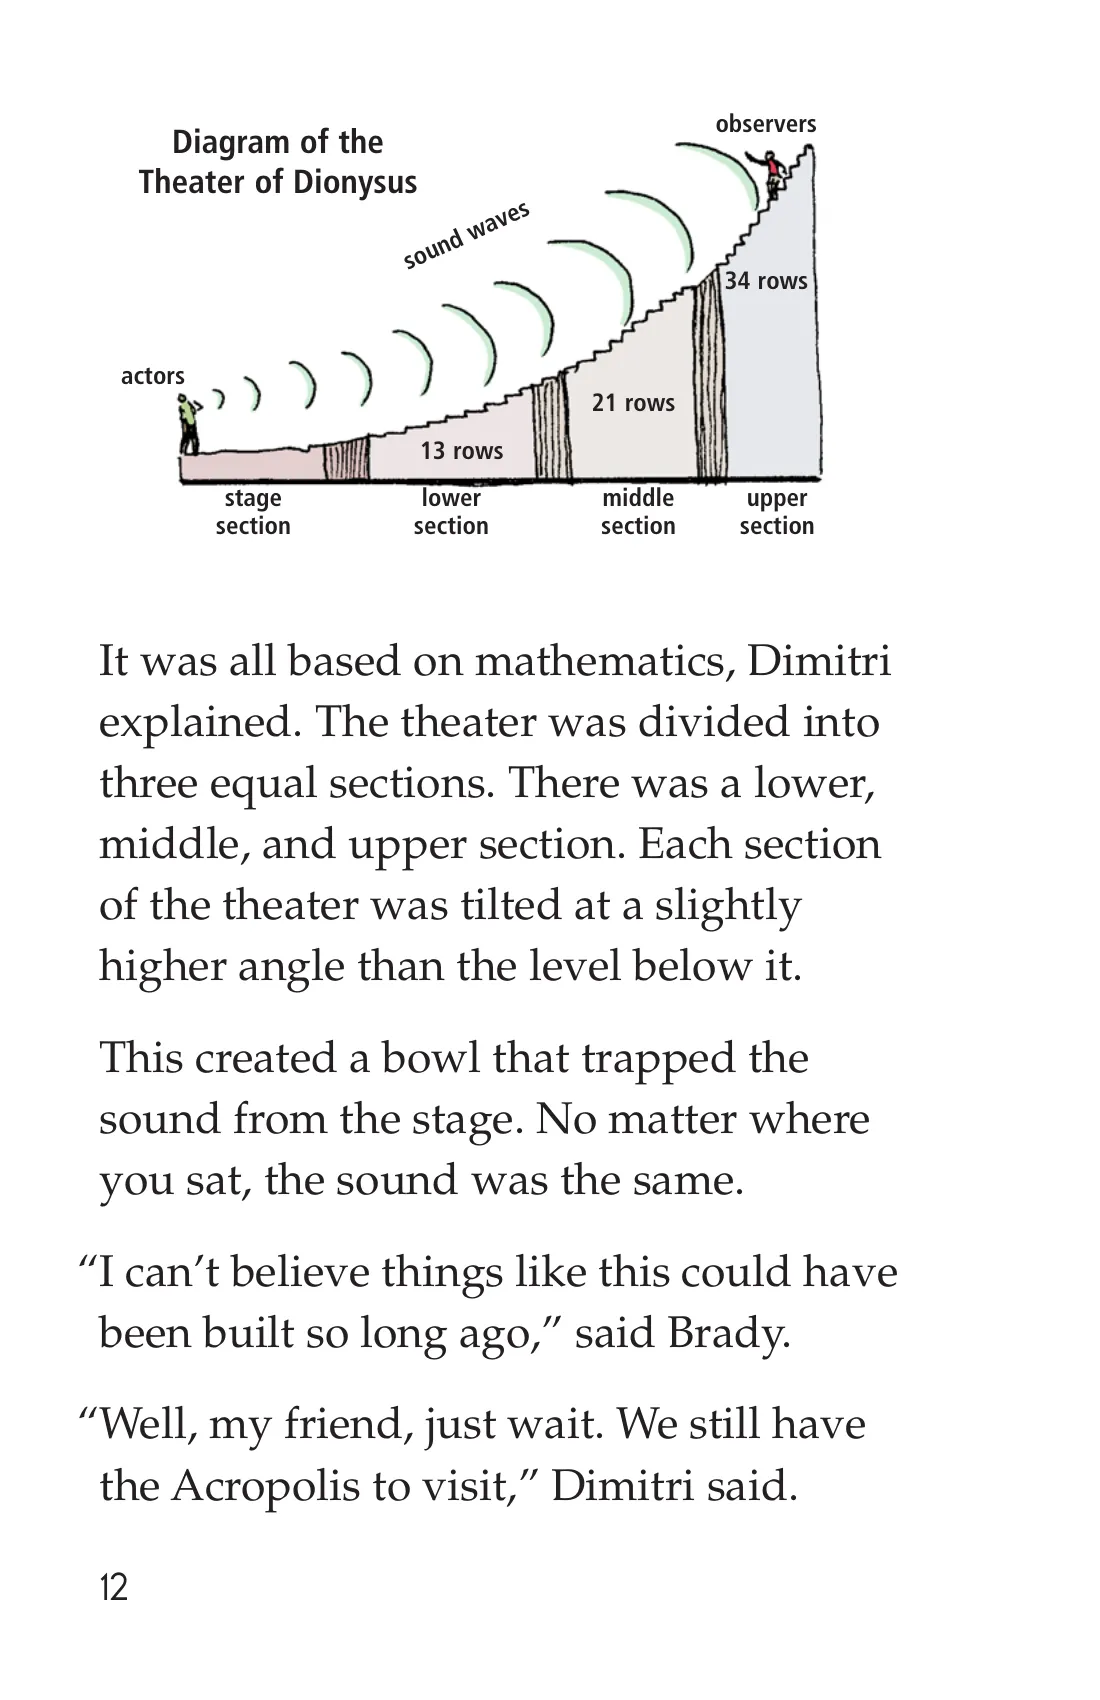 observers
Diagram of the
Theater of Dionysus
sound waves
34 rows
actors
21 rows
13 rows
stage
section
lower
section
middle
section
upper
section
It was all based on mathematics, Dimitri
explained. The theater was divided into
three equal sections. There was a lower,
middle, and upper section. Each section
of the theater was tilted at a slightly
higher angle than the level below it.
This created a bowl that trapped the
sound from the stage. No matter where
you sat, the sound was the same.
“I can’t believe things like this could have
been built so long ago,” said Brady.
“Well, my friend, just wait. We still have
the Acropolis to visit,” Dimitri said.
12